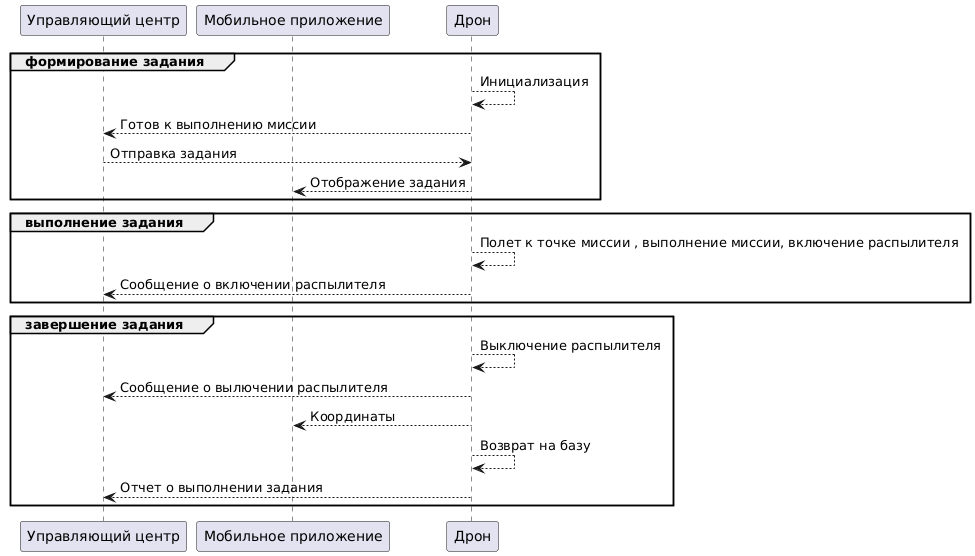 Управляющий центр Мобильное приложение Дрон
формирование задания
Инициализация
Готов к выполнению миссии
Отправка задания
Отображение задания
выполнение задания
Полет к точке миссии , выполнение миссии, включение распылителя
Сообщение о включении распылителя
завершение задания
Выключение распылителя
Сообщение о вылючении распылителя
Координаты
Возврат на базу
Отчет о выполнении задания
Управляющий центр Мобильное приложение Дрон